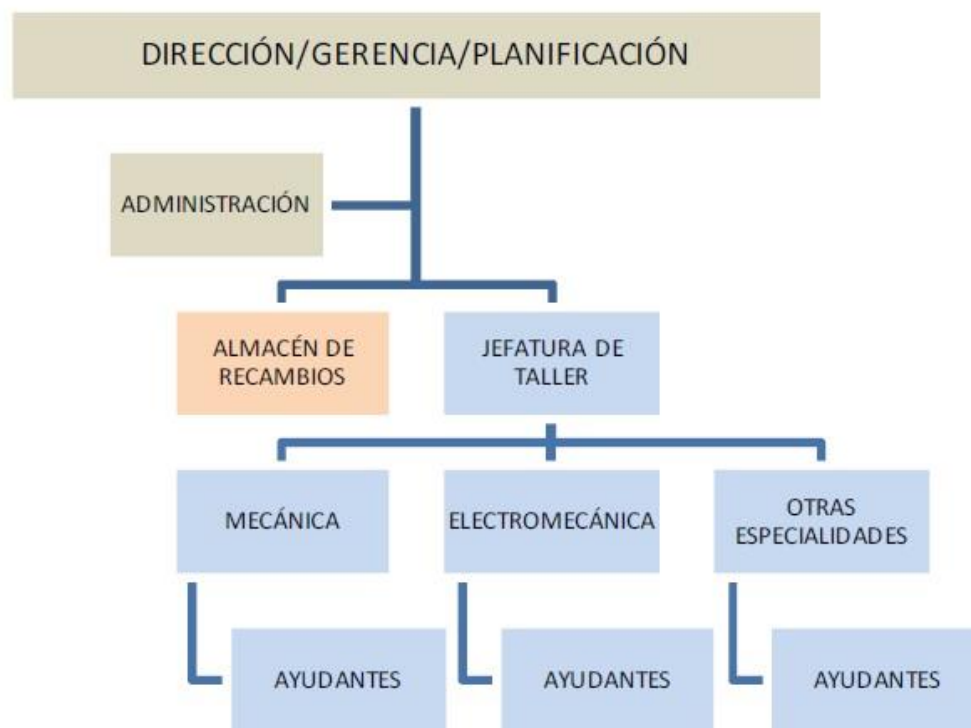 DIRECCIÓN/GERENCIA/PLANIFICACIÓN
ADMINISTRACIÓN
ALMACÉN DE
RECAMBIOS
JEFATURA DE
TALLER
MECÁNICA
ELECTROMECÁNICA
OTRAS
ESPECIALIDADES
AYUDANTES
AYUDANTES
AYUDANTES